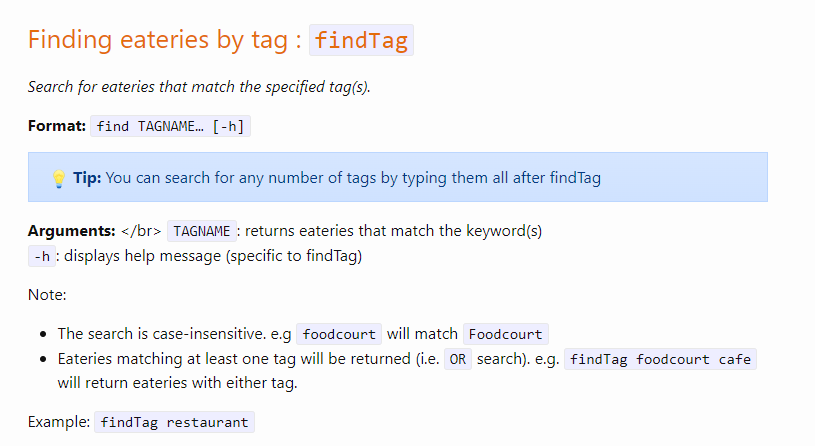 Finding eateries by tag : findTag
Search for eateries that match the specified tag(s).
Format: find TAGNAME… [-h]
💡 Tip: You can search for any number of tags by typing them all after findTag
Arguments: </br> TAGNAME : returns eateries that match the keyword(s)
-h : displays help message (specific to findTag)
Note:
• The search is case-insensitive. e.g foodcourt will match Foodcourt
• Eateries matching at least one tag will be returned (i.e. OR search). e.g. findTag foodcourt cafe
will return eateries with either tag.
Example: findTag restaurant